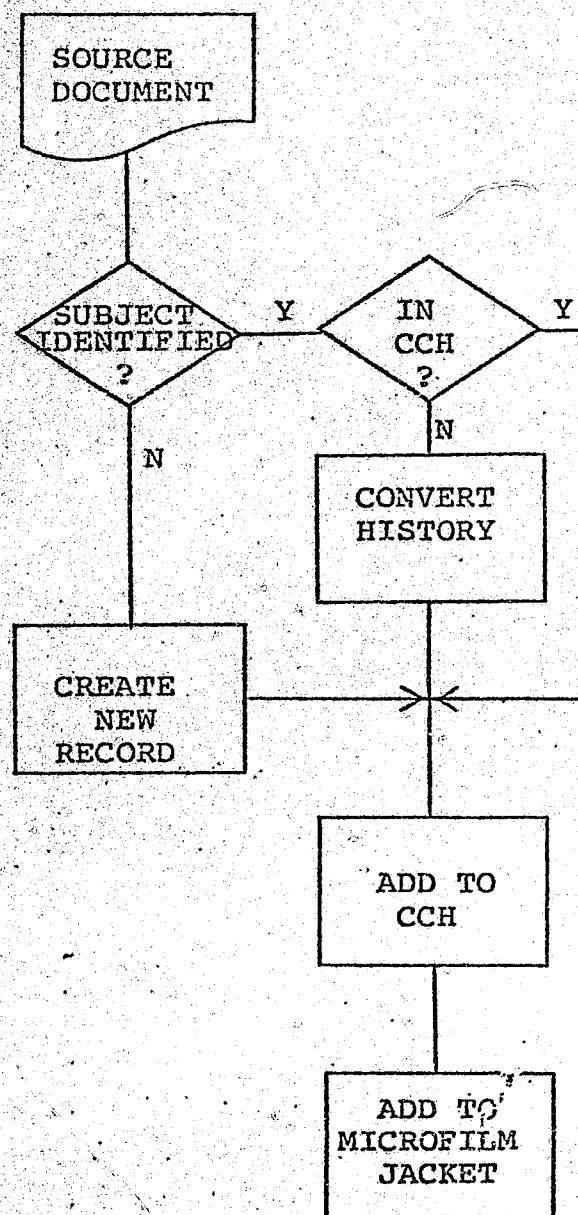 SOURCE
DOCUMENT
SUBJECT
IDENTIFIED
?
Y
IN
CCH
?
Y
N
N
CONVERT
HISTORY
CREATE
NEW
RECORD
ADD TO
CCH
ADD TO
MICROFILM
JACKET